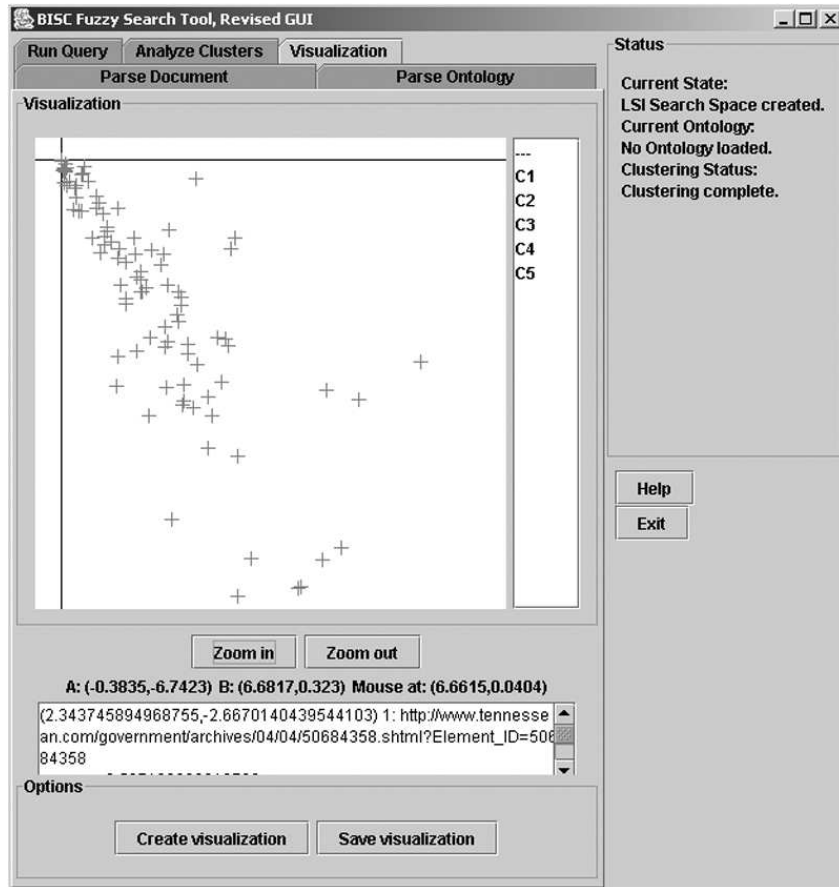 BISC Fuzzy Search Tool, Revised GUI
Run Query
Analyze Clusters
Visualization
Parse Document
Parse Ontology
Visualization
---
C1
C2
C3
C4
C5
Zoom in
Zoom out
A: (-0.3835,-6.7423) B: (6.6817,0.323) Mouse at: (6.6615,0.0404)
(2.343745894968755,-2.6670140439544103) 1: http://www.tennesse
an.com/government/archives/04/04/50684358.shtml?Element_ID=506
84358
Options
Create visualization
Save visualization
Status
Current State:
LSI Search Space created.
Current Ontology:
No Ontology loaded.
Clustering Status:
Clustering complete.
Help
Exit